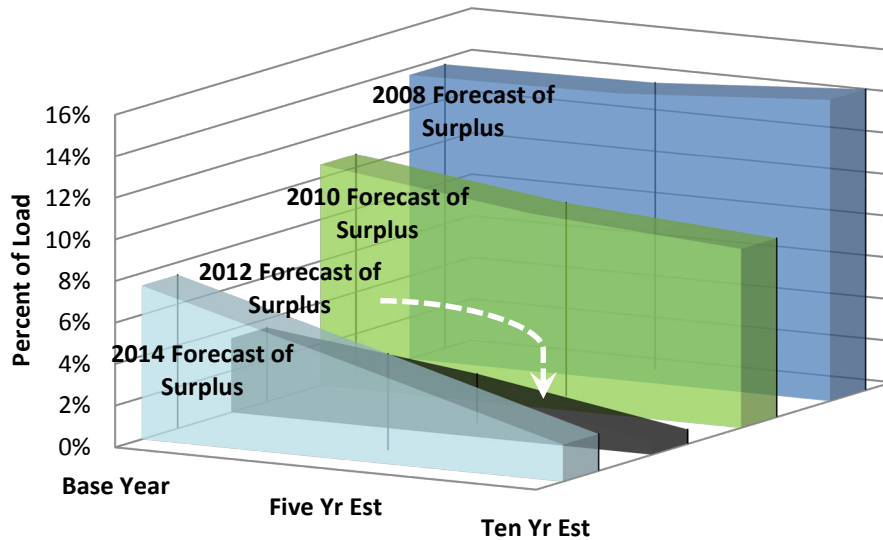 16%
14%
12%
10%
8%
6%
4%
2%
0%
Percent of Load
2008 Forecast of
Surplus
2010 Forecast of
Surplus
2012 Forecast of
Surplus
2014 Forecast of
Surplus
Base Year
Five Yr Est
Ten Yr Est